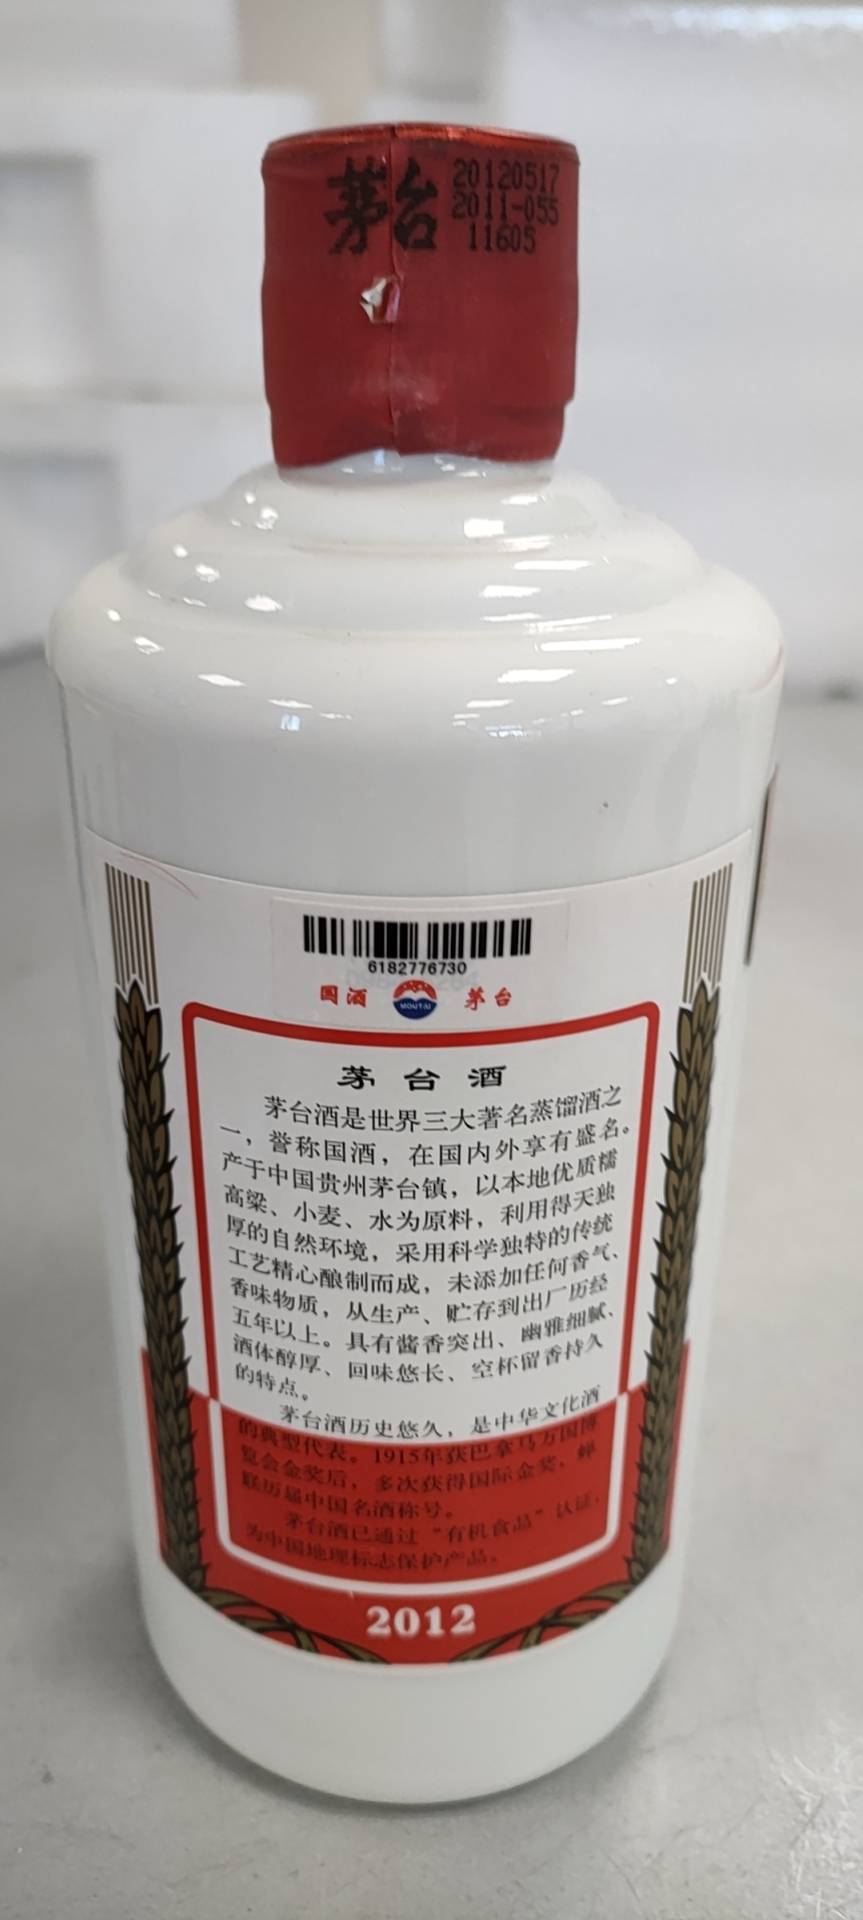 茅台
20120517
2011-055
11605
6182776730
国酒 MOUTAI 茅台
茅台酒
茅台酒是世界三大著名蒸馏酒之
一，誉称国酒，在国内外享有盛名。
产于中国贵州茅台镇，以本地优质糯
高粱、小麦、水为原料，利用得天独
厚的自然环境，采用科学独特的传统
工艺精心酿制而成，未添加任何香气、
香味物质，从生产、贮存到出厂历经
五年以上。具有酱香突出、幽雅细腻、
酒体醇厚、回味悠长、空杯留香持久
的特点。
茅台酒历史悠久，是中华文化酒
的典型代表。1915年获巴拿马万国博
览会金奖后，多次获得国际金奖，蝉
联历届中国名酒称号。
茅台酒已通过“有机食品”认证，
为中国地理标志保护产品。
2012